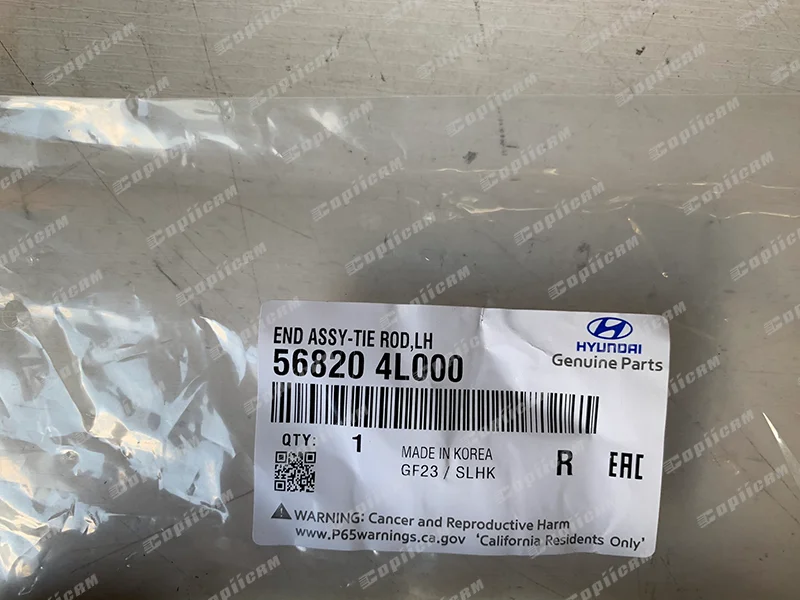 END ASSY-TIE ROD,LH
56820 4L000
HYUNDAI
Genuine Parts
QTY: 1
MADE IN KOREA
GF23 / SLHK
R
EAC
WARNING: Cancer and Reproductive Harm
www.P65warnings.ca.gov 'California Residents Only'
Copiicam